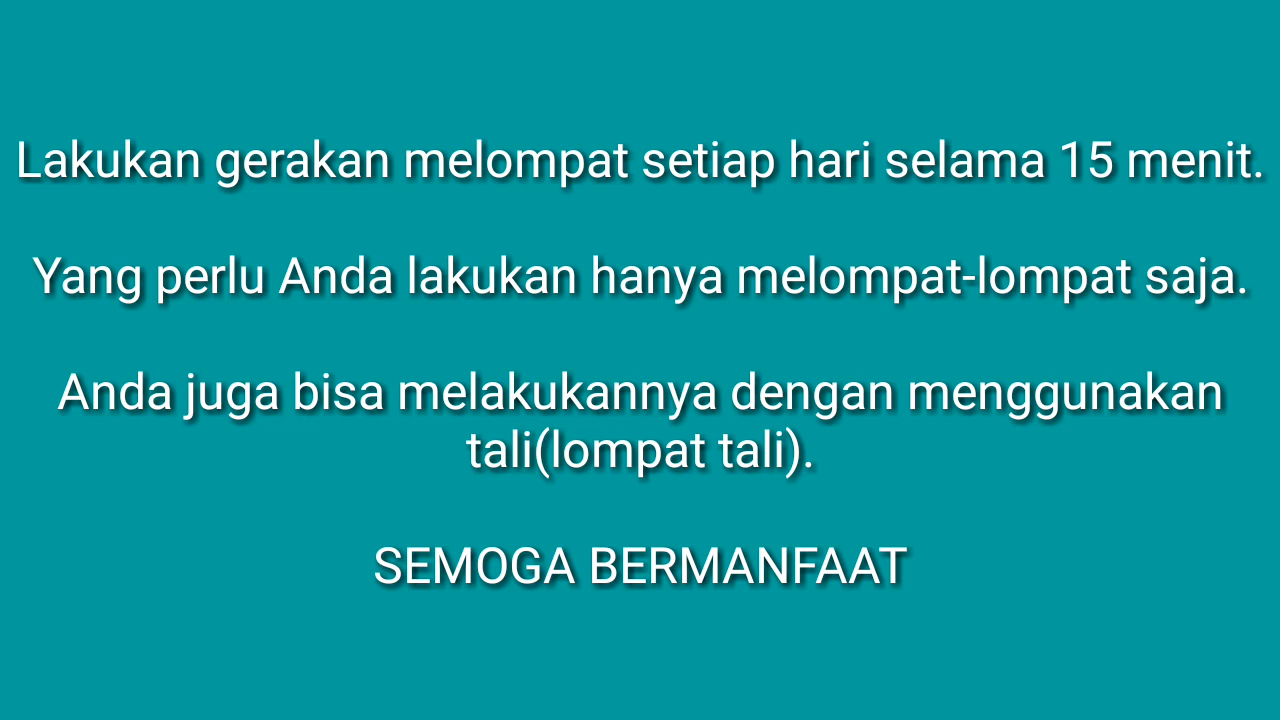 Lakukan gerakan melompat setiap hari selama 15 menit.
Yang perlu Anda lakukan hanya melompat-lompat saja.
Anda juga bisa melakukannya dengan menggunakan
tali(lompat tali).
SEMOGA BERMANFAAT